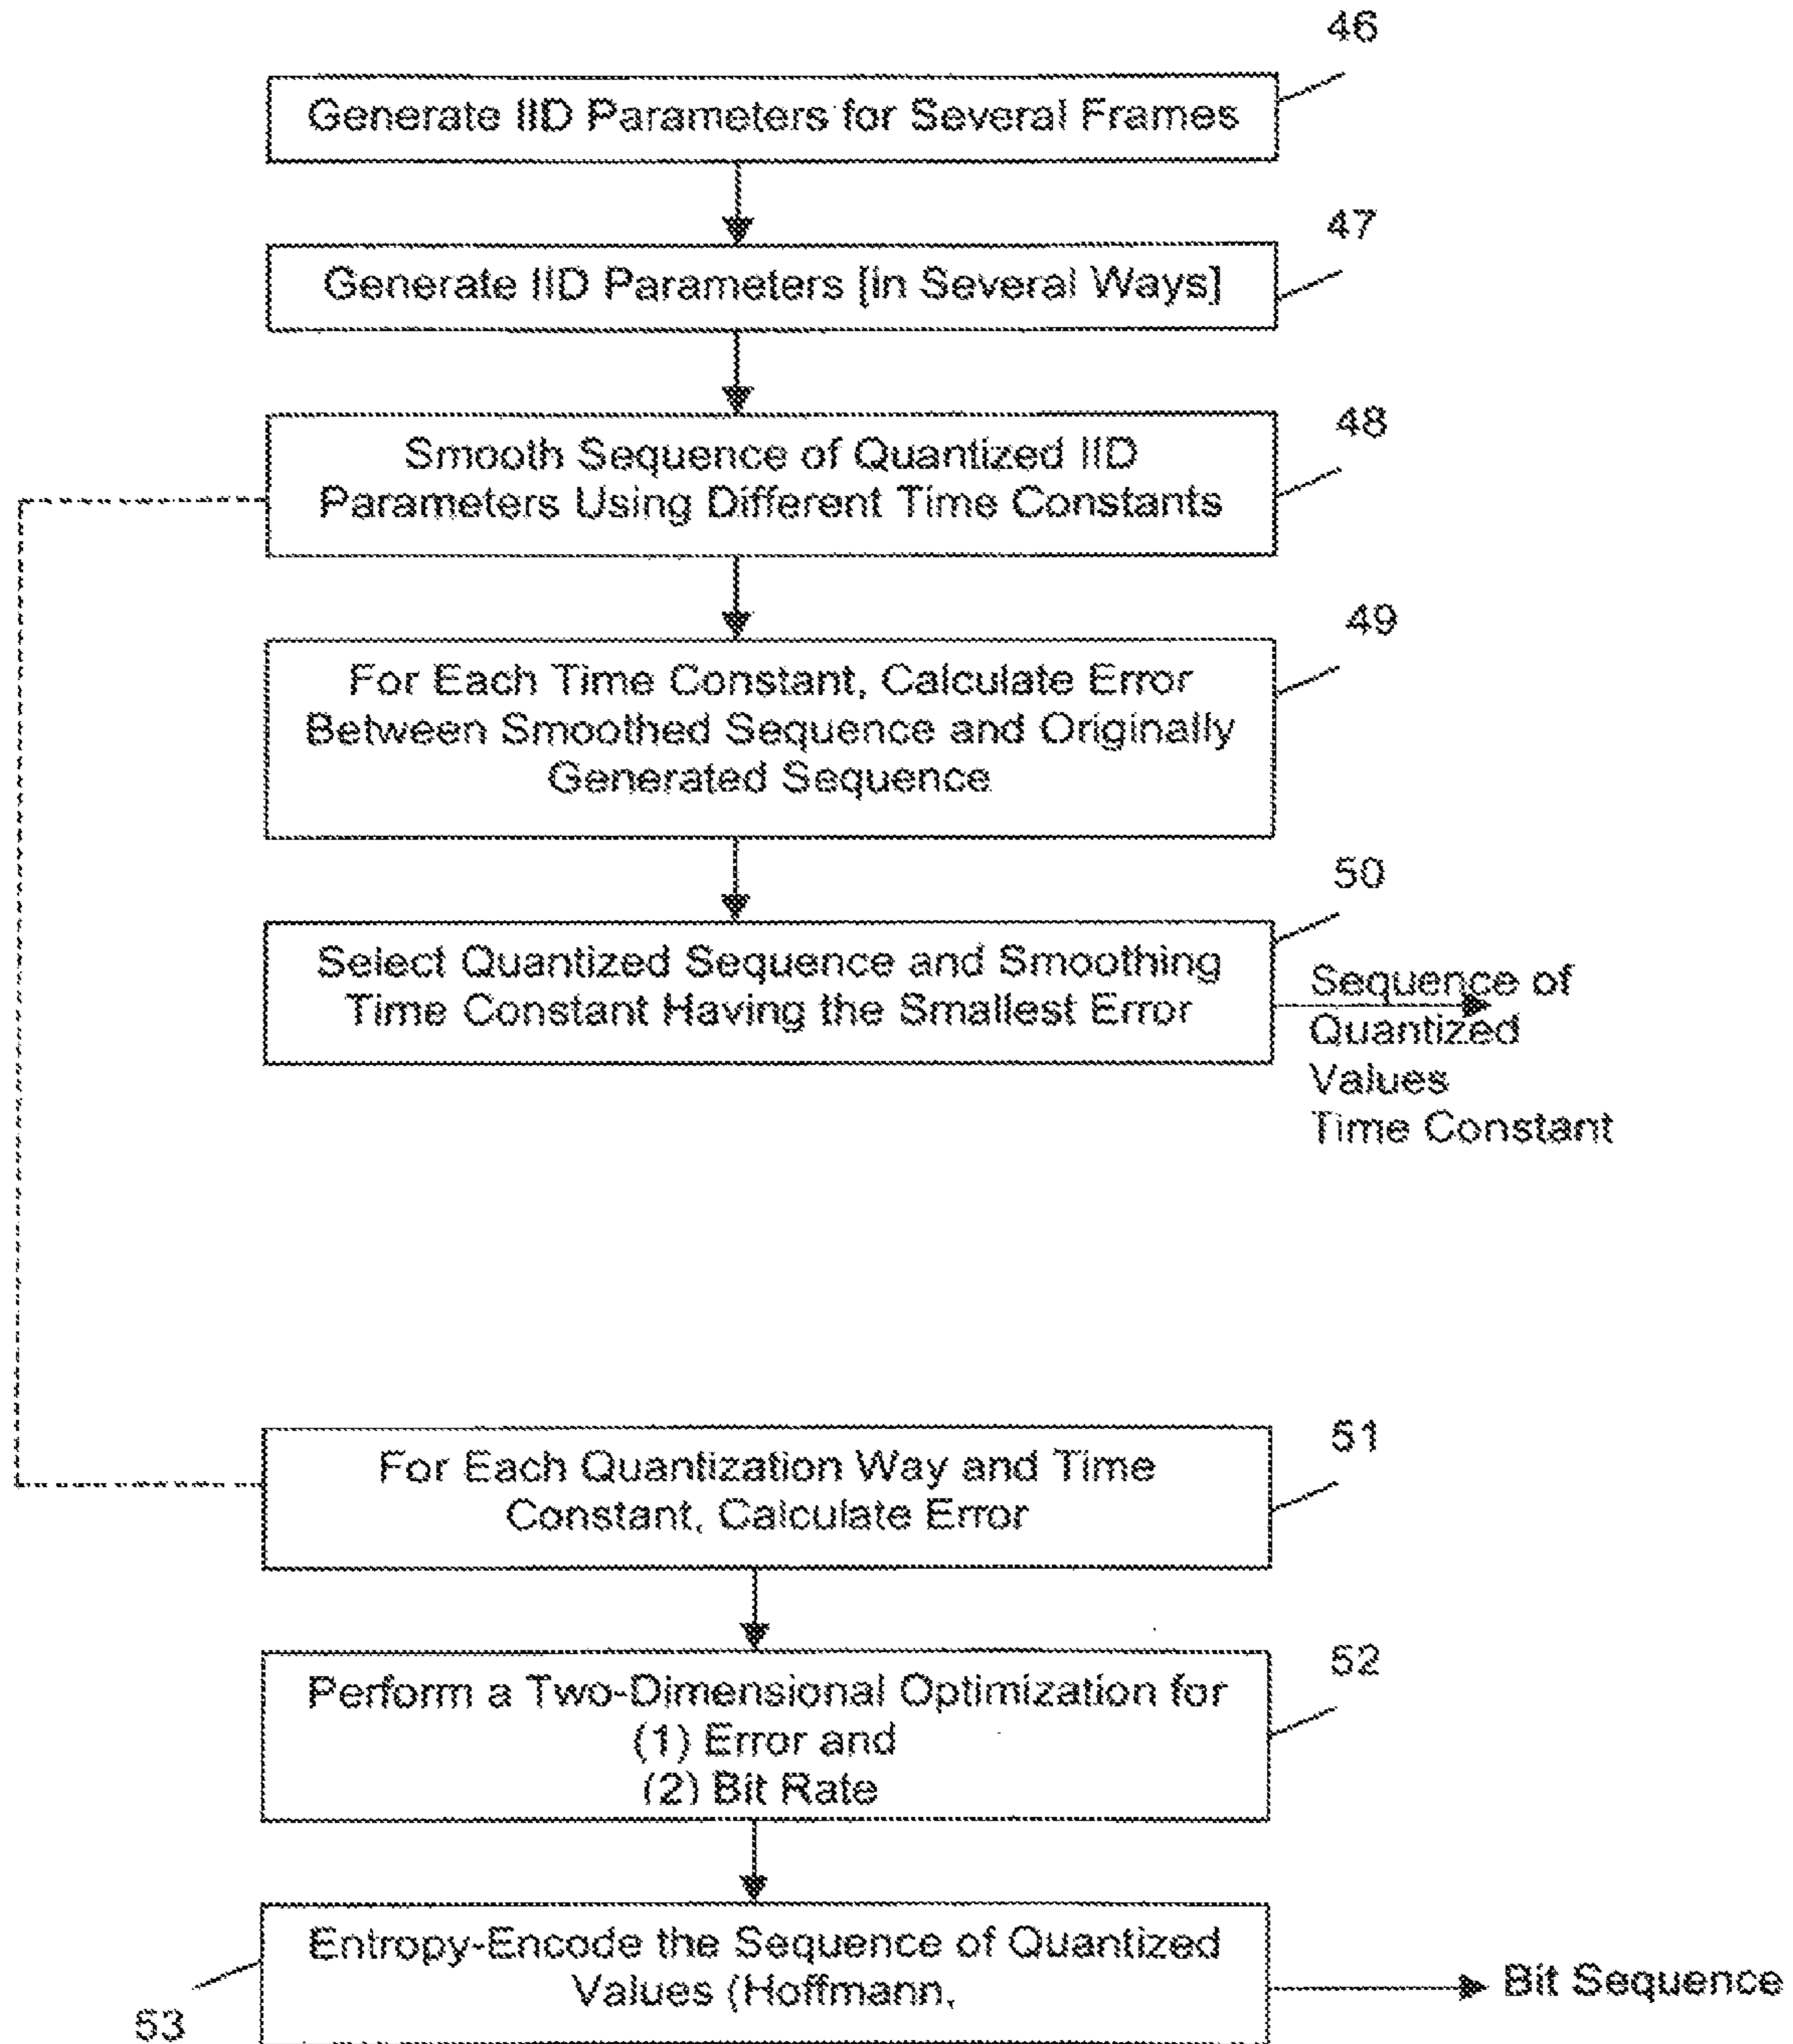 46
Generate IID Parameters for Several Frames
47
Generate IID Parameters [in Several Ways]
48
Smooth Sequence of Quantized IID
Parameters Using Different Time Constants
49
For Each Time Constant, Calculate Error
Between Smoothed Sequence and Originally
Generated Sequence
50
Select Quantized Sequence and Smoothing
Time Constant Having the Smallest Error
Sequence of
Quantized
Values
Time Constant
51
For Each Quantization Way and Time
Constant, Calculate Error
52
Perform a Two-Dimensional Optimization for
(1) Error and
(2) Bit Rate
Entropy-Encode the Sequence of Quantized
Values (Hoffmann,
Bit Sequence
53